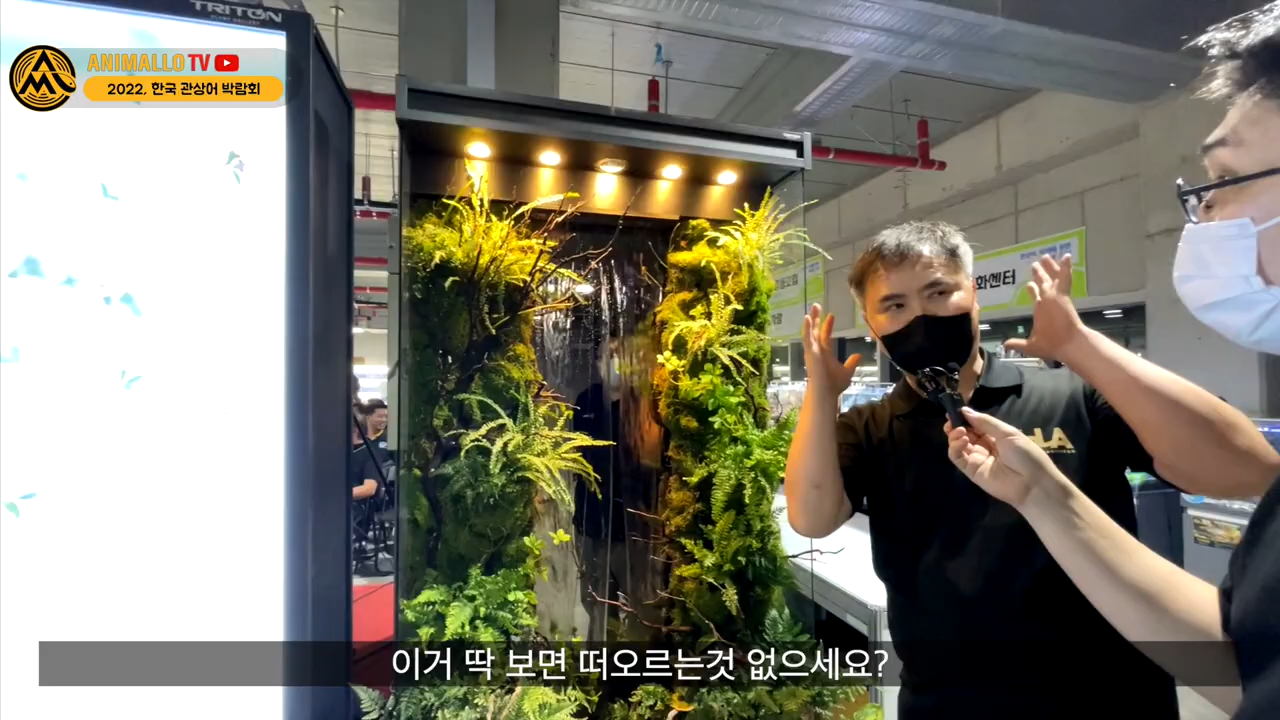 TRITON
ANIMALLO TV
2022, 한국 관상어 박람회
화센터
이거 딱 보면 떠오르는것 없으세요?